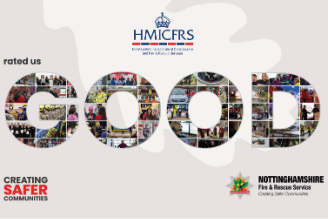 HMICFRS
rated us
GOOD
CREATING
SAFER
COMMUNITIES
NOTTINGHAMSHIRE
Fire & Rescue Service
Creating Safer Communities